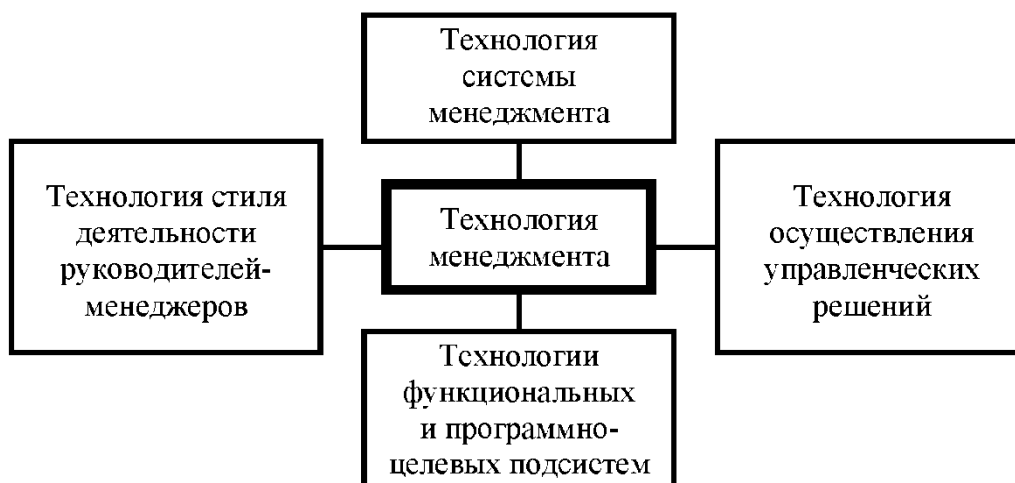 Технология
системы
менеджмента
Технология стиля
деятельности
руководителей-
менеджеров
Технология
менеджмента
Технология
осуществления
управленческих
решений
Технологии
функциональных
и программно-
целевых подсистем